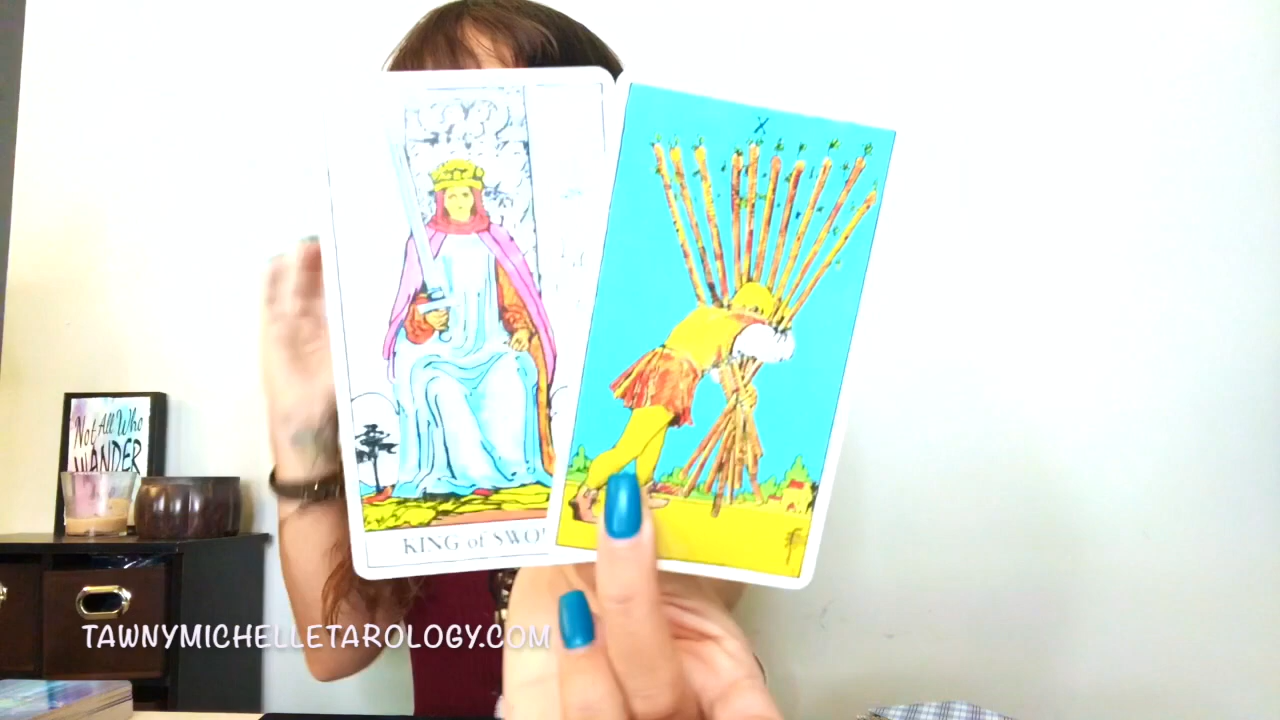 X
KING of SWO
Not All Who
WANDER
TAWNYMICHELLETAROLOGY.COM